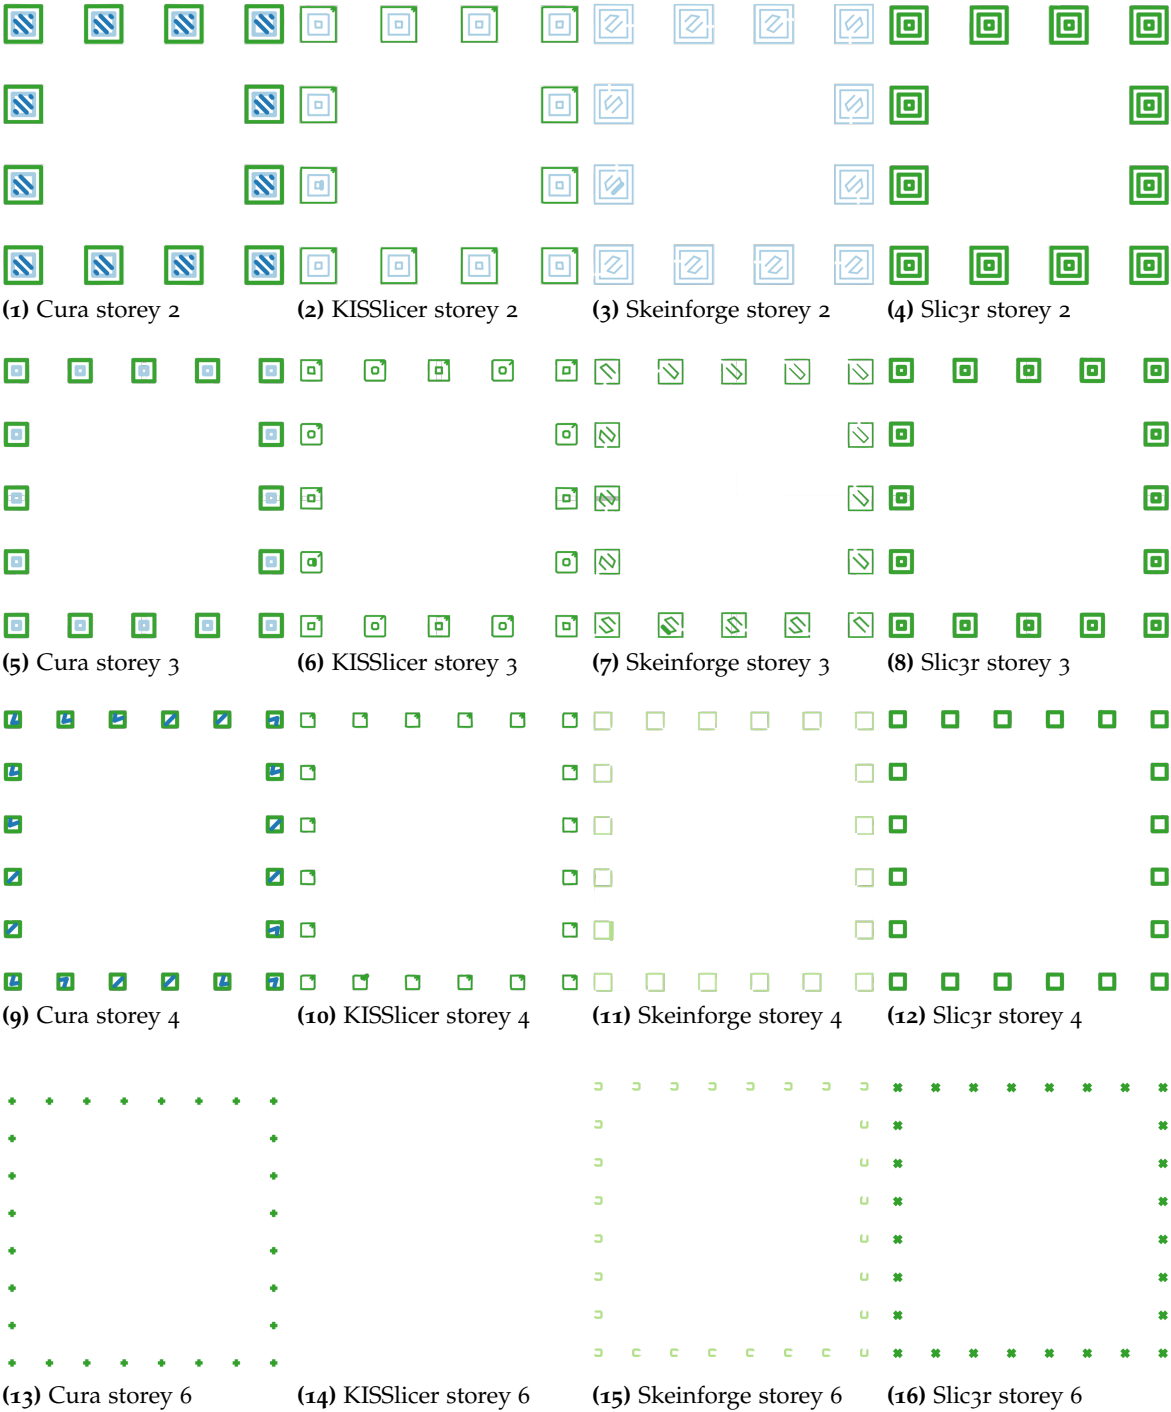 (1) Cura storey 2
(2) KISSlicer storey 2
(3) Skeinforge storey 2
(4) Slic3r storey 2
(5) Cura storey 3
(6) KISSlicer storey 3
(7) Skeinforge storey 3
(8) Slic3r storey 3
(9) Cura storey 4
(10) KISSlicer storey 4
(11) Skeinforge storey 4
(12) Slic3r storey 4
(13) Cura storey 6
(14) KISSlicer storey 6
(15) Skeinforge storey 6
(16) Slic3r storey 6